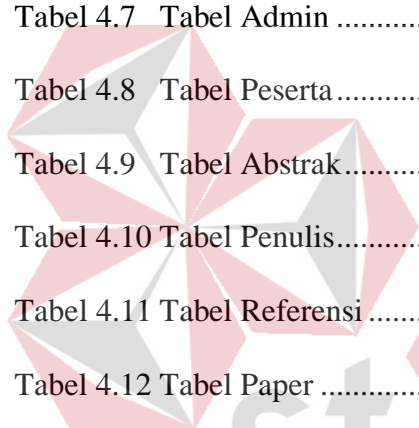 Tabel 4.7 Tabel Admin ..........
Tabel 4.8 Tabel Peserta..........
Tabel 4.9 Tabel Abstrak.........
Tabel 4.10 Tabel Penulis..........
Tabel 4.11 Tabel Referensi ......
Tabel 4.12 Tabel Paper ............
st